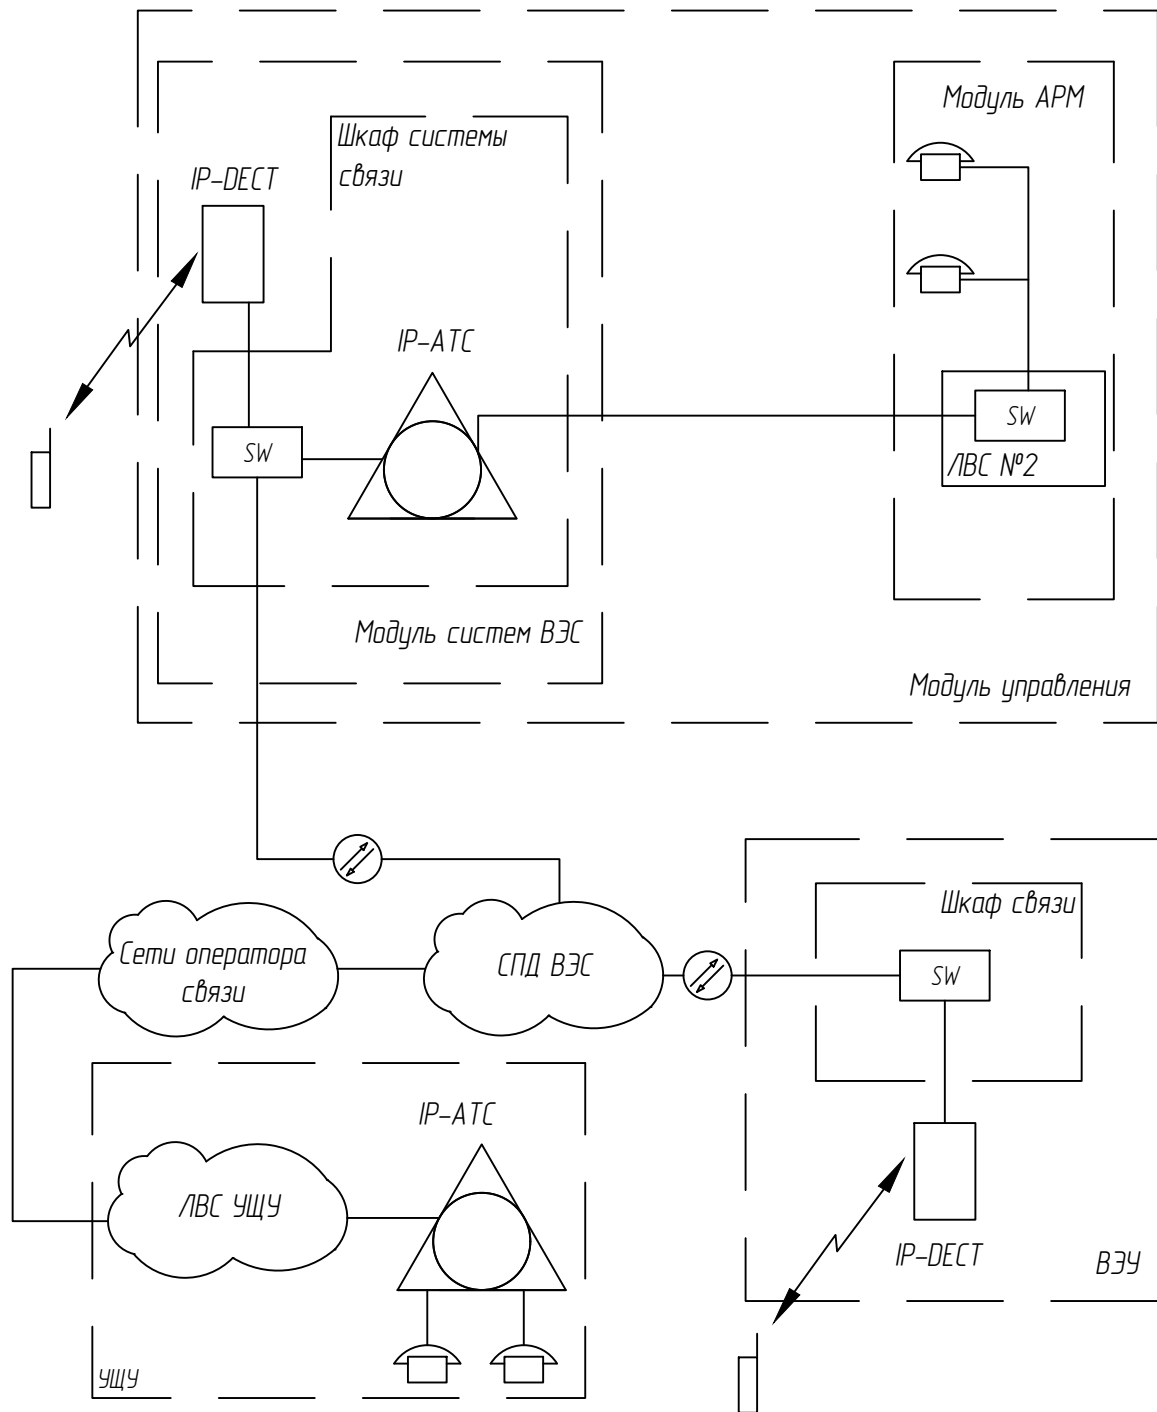 Модуль АРМ
Шкаф системы
связи
IP-DECT
IP-АТС
SW
SW
ЛВС №2
Модуль систем ВЭС
Модуль управления
Шкаф связи
Сети оператора
связи
СПД ВЭС
SW
IP-АТС
ЛВС УЩУ
IP-DECT
ВЭУ
УЩУ